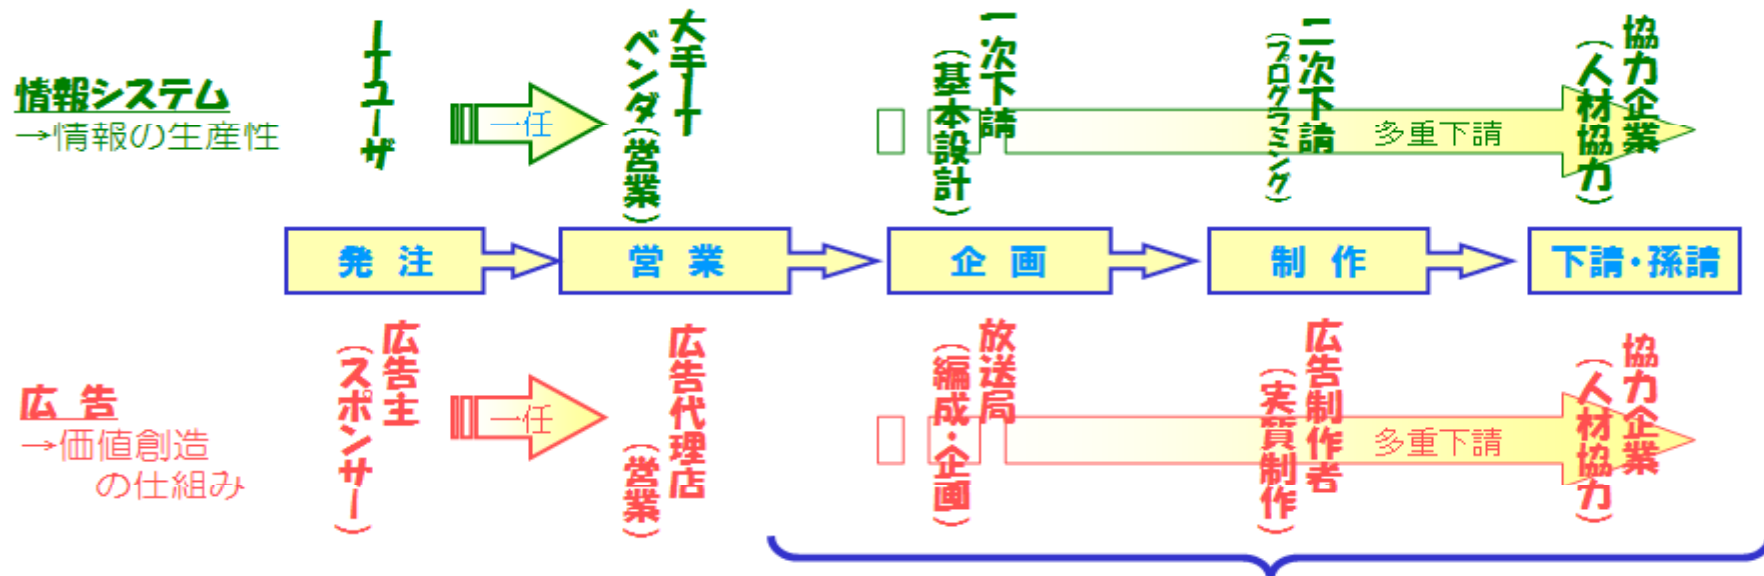 情報システム
→情報の生産性
ITユーザ
一任
大手IT
ベンダ(営業)
一次下請
(基本設計)
二次下請
(プログラミング)
多重下請
協力企業
(人材協力)
発注
営業
企画
制作
下請・孫請
広告
→価値創造
の仕組み
広告主
(スポンサー)
一任
広告代理店
(営業)
放送局
(編成・企画)
広告制作者
(実質制作)
多重下請
協力企業
(人材協力)